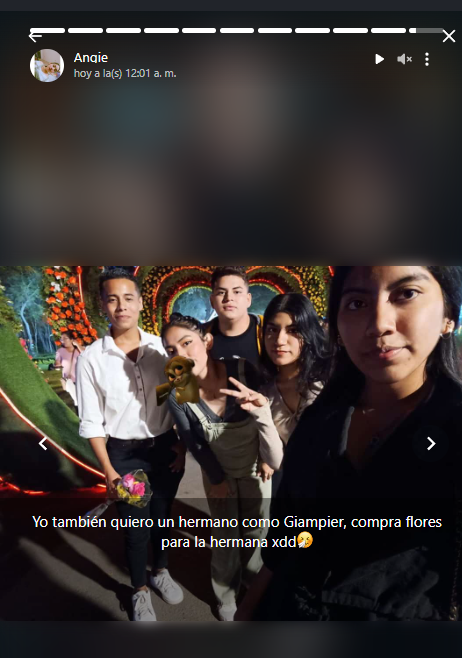 Angie
hoy a la(s) 12:01 a. m.
Yo también quiero un hermano como Giampier, compra flores
para la hermana xdd🤧